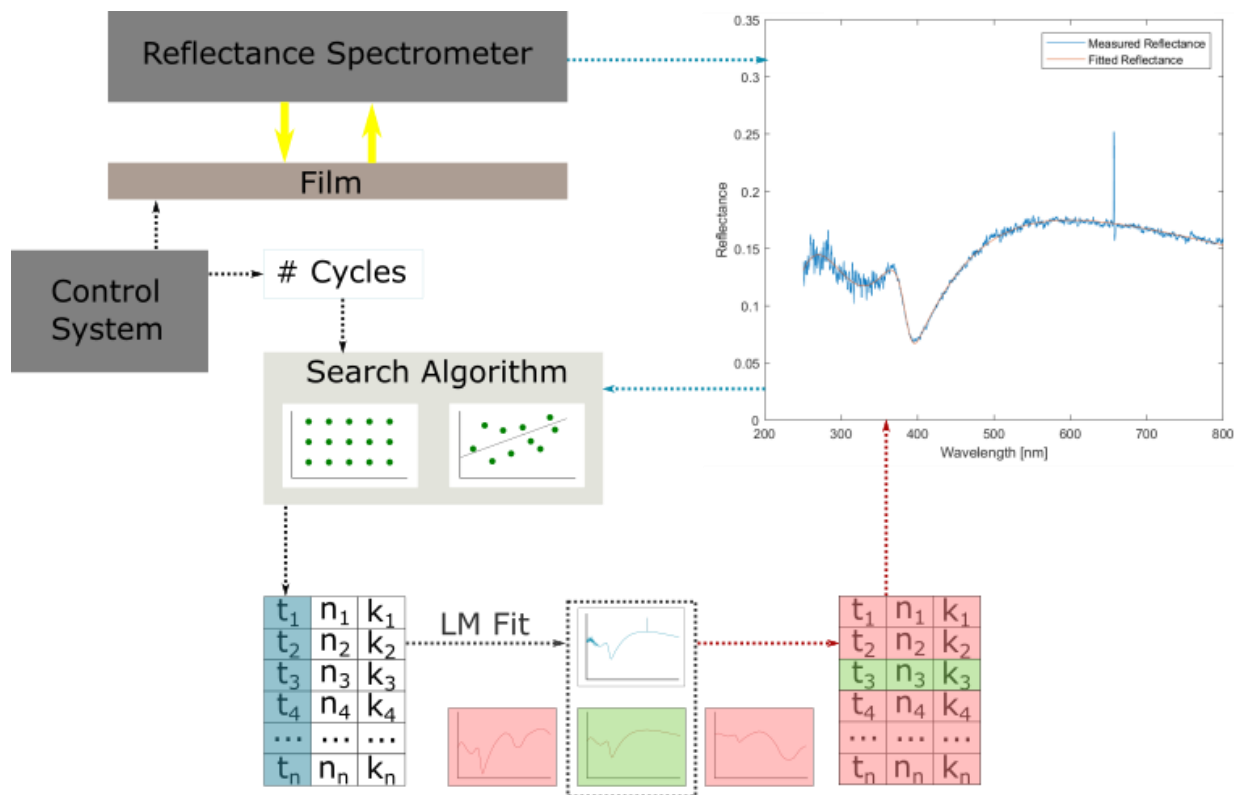 Reflectance Spectrometer
Film
Control
System
# Cycles
Search Algorithm
0.35
0.3
0.25
0.2
0.15
0.1
0.05
0
Reflectance
Measured Reflectance
Fitted Reflectance
200 300 400 500 600 700 800
Wavelength [nm]
t1 n1 k1
t2 n2 k2
t3 n3 k3
t4 n4 k4
... ... ...
tn nn kn
LM Fit
t1 n1 k1
t2 n2 k2
t3 n3 k3
t4 n4 k4
... ... ...
tn nn kn